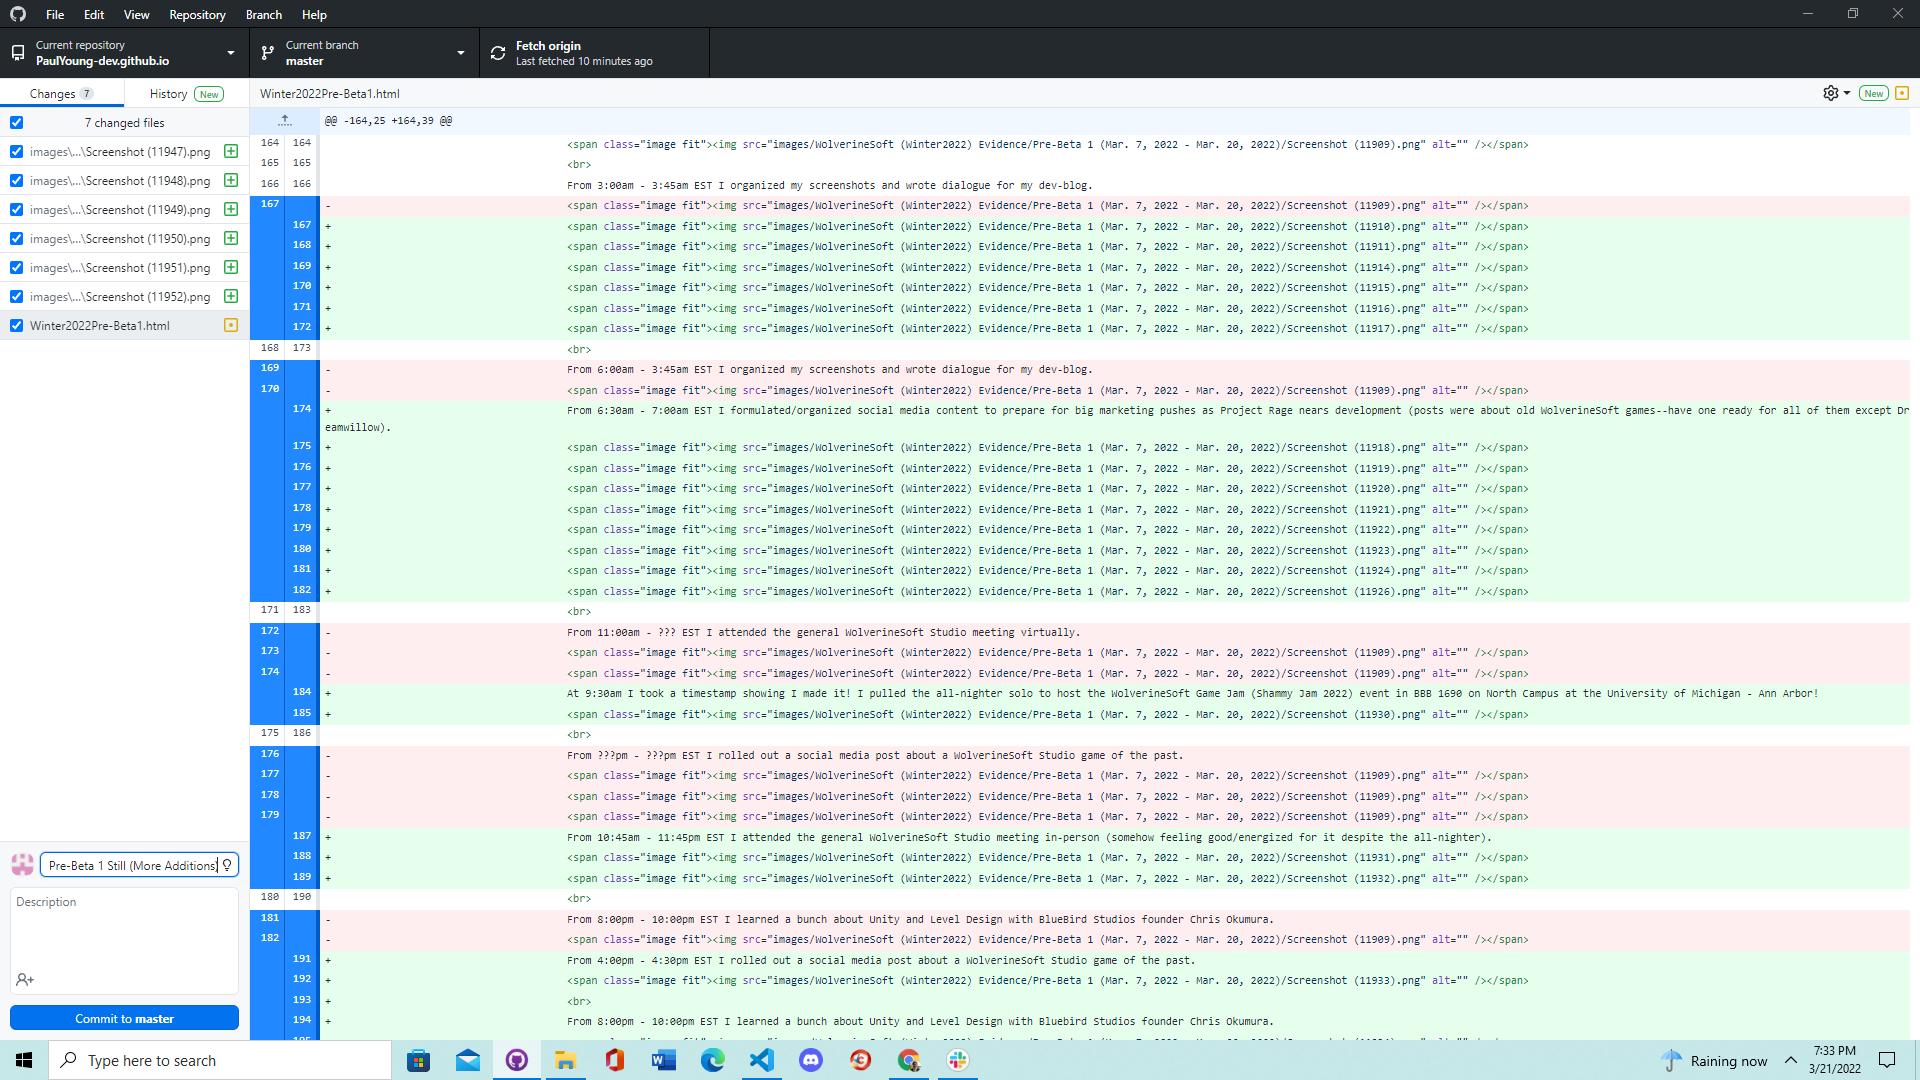 File Edit View Repository Branch Help
Current repository
PaulYoung-dev.github.io
Current branch
master
Fetch origin
Last fetched 10 minutes ago
Changes 7
History New
Winter2022Pre-Beta1.html
New
7 changed files
images\...\Screenshot (11947).png
images\...\Screenshot (11948).png
images\...\Screenshot (11949).png
images\...\Screenshot (11950).png
images\...\Screenshot (11951).png
images\...\Screenshot (11952).png
Winter2022Pre-Beta1.html
@@ -164,25 +164,39 @@
164 164 <span class="image fit"><img src="images/WolverineSoft (Winter2022) Evidence/Pre-Beta 1 (Mar. 7, 2022 - Mar. 20, 2022)/Screenshot (11909).png" alt="" /></span>
165 165 <br>
166 166 From 3:00am - 3:45am EST I organized my screenshots and wrote dialogue for my dev-blog.
167 - <span class="image fit"><img src="images/WolverineSoft (Winter2022) Evidence/Pre-Beta 1 (Mar. 7, 2022 - Mar. 20, 2022)/Screenshot (11909).png" alt="" /></span>
167 + <span class="image fit"><img src="images/WolverineSoft (Winter2022) Evidence/Pre-Beta 1 (Mar. 7, 2022 - Mar. 20, 2022)/Screenshot (11910).png" alt="" /></span>
168 + <span class="image fit"><img src="images/WolverineSoft (Winter2022) Evidence/Pre-Beta 1 (Mar. 7, 2022 - Mar. 20, 2022)/Screenshot (11911).png" alt="" /></span>
169 + <span class="image fit"><img src="images/WolverineSoft (Winter2022) Evidence/Pre-Beta 1 (Mar. 7, 2022 - Mar. 20, 2022)/Screenshot (11914).png" alt="" /></span>
170 + <span class="image fit"><img src="images/WolverineSoft (Winter2022) Evidence/Pre-Beta 1 (Mar. 7, 2022 - Mar. 20, 2022)/Screenshot (11915).png" alt="" /></span>
171 + <span class="image fit"><img src="images/WolverineSoft (Winter2022) Evidence/Pre-Beta 1 (Mar. 7, 2022 - Mar. 20, 2022)/Screenshot (11916).png" alt="" /></span>
172 + <span class="image fit"><img src="images/WolverineSoft (Winter2022) Evidence/Pre-Beta 1 (Mar. 7, 2022 - Mar. 20, 2022)/Screenshot (11917).png" alt="" /></span>
168 173 <br>
169 - From 6:00am - 3:45am EST I organized my screenshots and wrote dialogue for my dev-blog.
170 - <span class="image fit"><img src="images/WolverineSoft (Winter2022) Evidence/Pre-Beta 1 (Mar. 7, 2022 - Mar. 20, 2022)/Screenshot (11909).png" alt="" /></span>
174 + From 6:30am - 7:00am EST I formulated/organized social media content to prepare for big marketing pushes as Project Rage nears development (posts were about old WolverineSoft games--have one ready for all of them except Dr
eamwillow).
175 + <span class="image fit"><img src="images/WolverineSoft (Winter2022) Evidence/Pre-Beta 1 (Mar. 7, 2022 - Mar. 20, 2022)/Screenshot (11918).png" alt="" /></span>
176 + <span class="image fit"><img src="images/WolverineSoft (Winter2022) Evidence/Pre-Beta 1 (Mar. 7, 2022 - Mar. 20, 2022)/Screenshot (11919).png" alt="" /></span>
177 + <span class="image fit"><img src="images/WolverineSoft (Winter2022) Evidence/Pre-Beta 1 (Mar. 7, 2022 - Mar. 20, 2022)/Screenshot (11920).png" alt="" /></span>
178 + <span class="image fit"><img src="images/WolverineSoft (Winter2022) Evidence/Pre-Beta 1 (Mar. 7, 2022 - Mar. 20, 2022)/Screenshot (11921).png" alt="" /></span>
179 + <span class="image fit"><img src="images/WolverineSoft (Winter2022) Evidence/Pre-Beta 1 (Mar. 7, 2022 - Mar. 20, 2022)/Screenshot (11922).png" alt="" /></span>
180 + <span class="image fit"><img src="images/WolverineSoft (Winter2022) Evidence/Pre-Beta 1 (Mar. 7, 2022 - Mar. 20, 2022)/Screenshot (11923).png" alt="" /></span>
181 + <span class="image fit"><img src="images/WolverineSoft (Winter2022) Evidence/Pre-Beta 1 (Mar. 7, 2022 - Mar. 20, 2022)/Screenshot (11924).png" alt="" /></span>
182 + <span class="image fit"><img src="images/WolverineSoft (Winter2022) Evidence/Pre-Beta 1 (Mar. 7, 2022 - Mar. 20, 2022)/Screenshot (11926).png" alt="" /></span>
171 183 <br>
172 - From 11:00am - ??? EST I attended the general WolverineSoft Studio meeting virtually.
173 - <span class="image fit"><img src="images/WolverineSoft (Winter2022) Evidence/Pre-Beta 1 (Mar. 7, 2022 - Mar. 20, 2022)/Screenshot (11909).png" alt="" /></span>
174 - <span class="image fit"><img src="images/WolverineSoft (Winter2022) Evidence/Pre-Beta 1 (Mar. 7, 2022 - Mar. 20, 2022)/Screenshot (11909).png" alt="" /></span>
184 + At 9:30am I took a timestamp showing I made it! I pulled the all-nighter solo to host the WolverineSoft Game Jam (Shammy Jam 2022) event in BBB 1690 on North Campus at the University of Michigan - Ann Arbor!
185 + <span class="image fit"><img src="images/WolverineSoft (Winter2022) Evidence/Pre-Beta 1 (Mar. 7, 2022 - Mar. 20, 2022)/Screenshot (11930).png" alt="" /></span>
175 186 <br>
176 - From ???pm - ???pm EST I rolled out a social media post about a WolverineSoft Studio game of the past.
177 - <span class="image fit"><img src="images/WolverineSoft (Winter2022) Evidence/Pre-Beta 1 (Mar. 7, 2022 - Mar. 20, 2022)/Screenshot (11909).png" alt="" /></span>
178 - <span class="image fit"><img src="images/WolverineSoft (Winter2022) Evidence/Pre-Beta 1 (Mar. 7, 2022 - Mar. 20, 2022)/Screenshot (11909).png" alt="" /></span>
179 - <span class="image fit"><img src="images/WolverineSoft (Winter2022) Evidence/Pre-Beta 1 (Mar. 7, 2022 - Mar. 20, 2022)/Screenshot (11909).png" alt="" /></span>
187 + From 10:45am - 11:45pm EST I attended the general WolverineSoft Studio meeting in-person (somehow feeling good/energized for it despite the all-nighter).
188 + <span class="image fit"><img src="images/WolverineSoft (Winter2022) Evidence/Pre-Beta 1 (Mar. 7, 2022 - Mar. 20, 2022)/Screenshot (11931).png" alt="" /></span>
189 + <span class="image fit"><img src="images/WolverineSoft (Winter2022) Evidence/Pre-Beta 1 (Mar. 7, 2022 - Mar. 20, 2022)/Screenshot (11932).png" alt="" /></span>
180 190 <br>
181 - From 8:00pm - 10:00pm EST I learned a bunch about Unity and Level Design with BlueBird Studios founder Chris Okumura.
182 - <span class="image fit"><img src="images/WolverineSoft (Winter2022) Evidence/Pre-Beta 1 (Mar. 7, 2022 - Mar. 20, 2022)/Screenshot (11909).png" alt="" /></span>
191 + From 4:00pm - 4:30pm EST I rolled out a social media post about a WolverineSoft Studio game of the past.
192 + <span class="image fit"><img src="images/WolverineSoft (Winter2022) Evidence/Pre-Beta 1 (Mar. 7, 2022 - Mar. 20, 2022)/Screenshot (11933).png" alt="" /></span>
193 + <br>
194 + From 8:00pm - 10:00pm EST I learned a bunch about Unity and Level Design with Bluebird Studios founder Chris Okumura.
Pre-Beta 1 Still (More Additions)
Description
Commit to master
Type here to search
Raining now
7:33 PM
3/21/2022